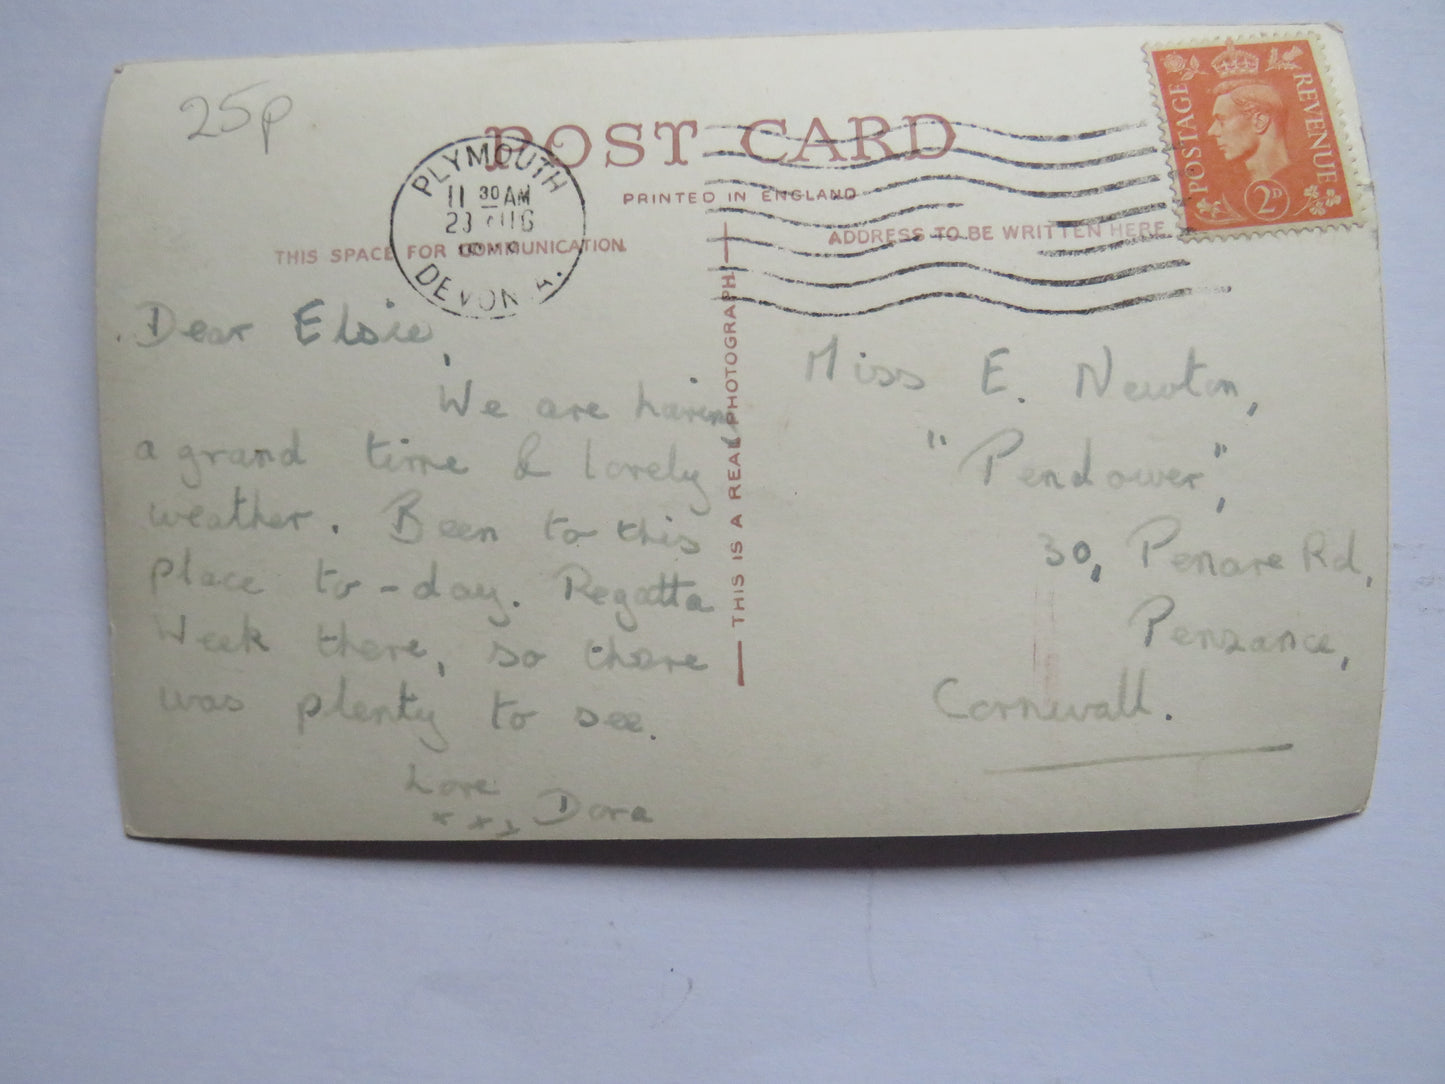 25p
POST CARD
PRINTED IN ENGLAND
THIS SPACE FOR COMMUNICATION.
ADDRESS TO BE WRITTEN HERE
PLYMOUTH
11 30 AM
23 AUG
DEVON A.
POSTAGE
REVENUE
2D
Dear Elsie,
We are having
a grand time & lovely
weather. Been to this
place to-day. Regatta
Week there, so there
was plenty to see.
Love
x x x Dora
THIS IS A REAL PHOTOGRAPH
Miss E. Newton,
"Pendower",
30, Penare Rd,
Penzance,
Cornwall.